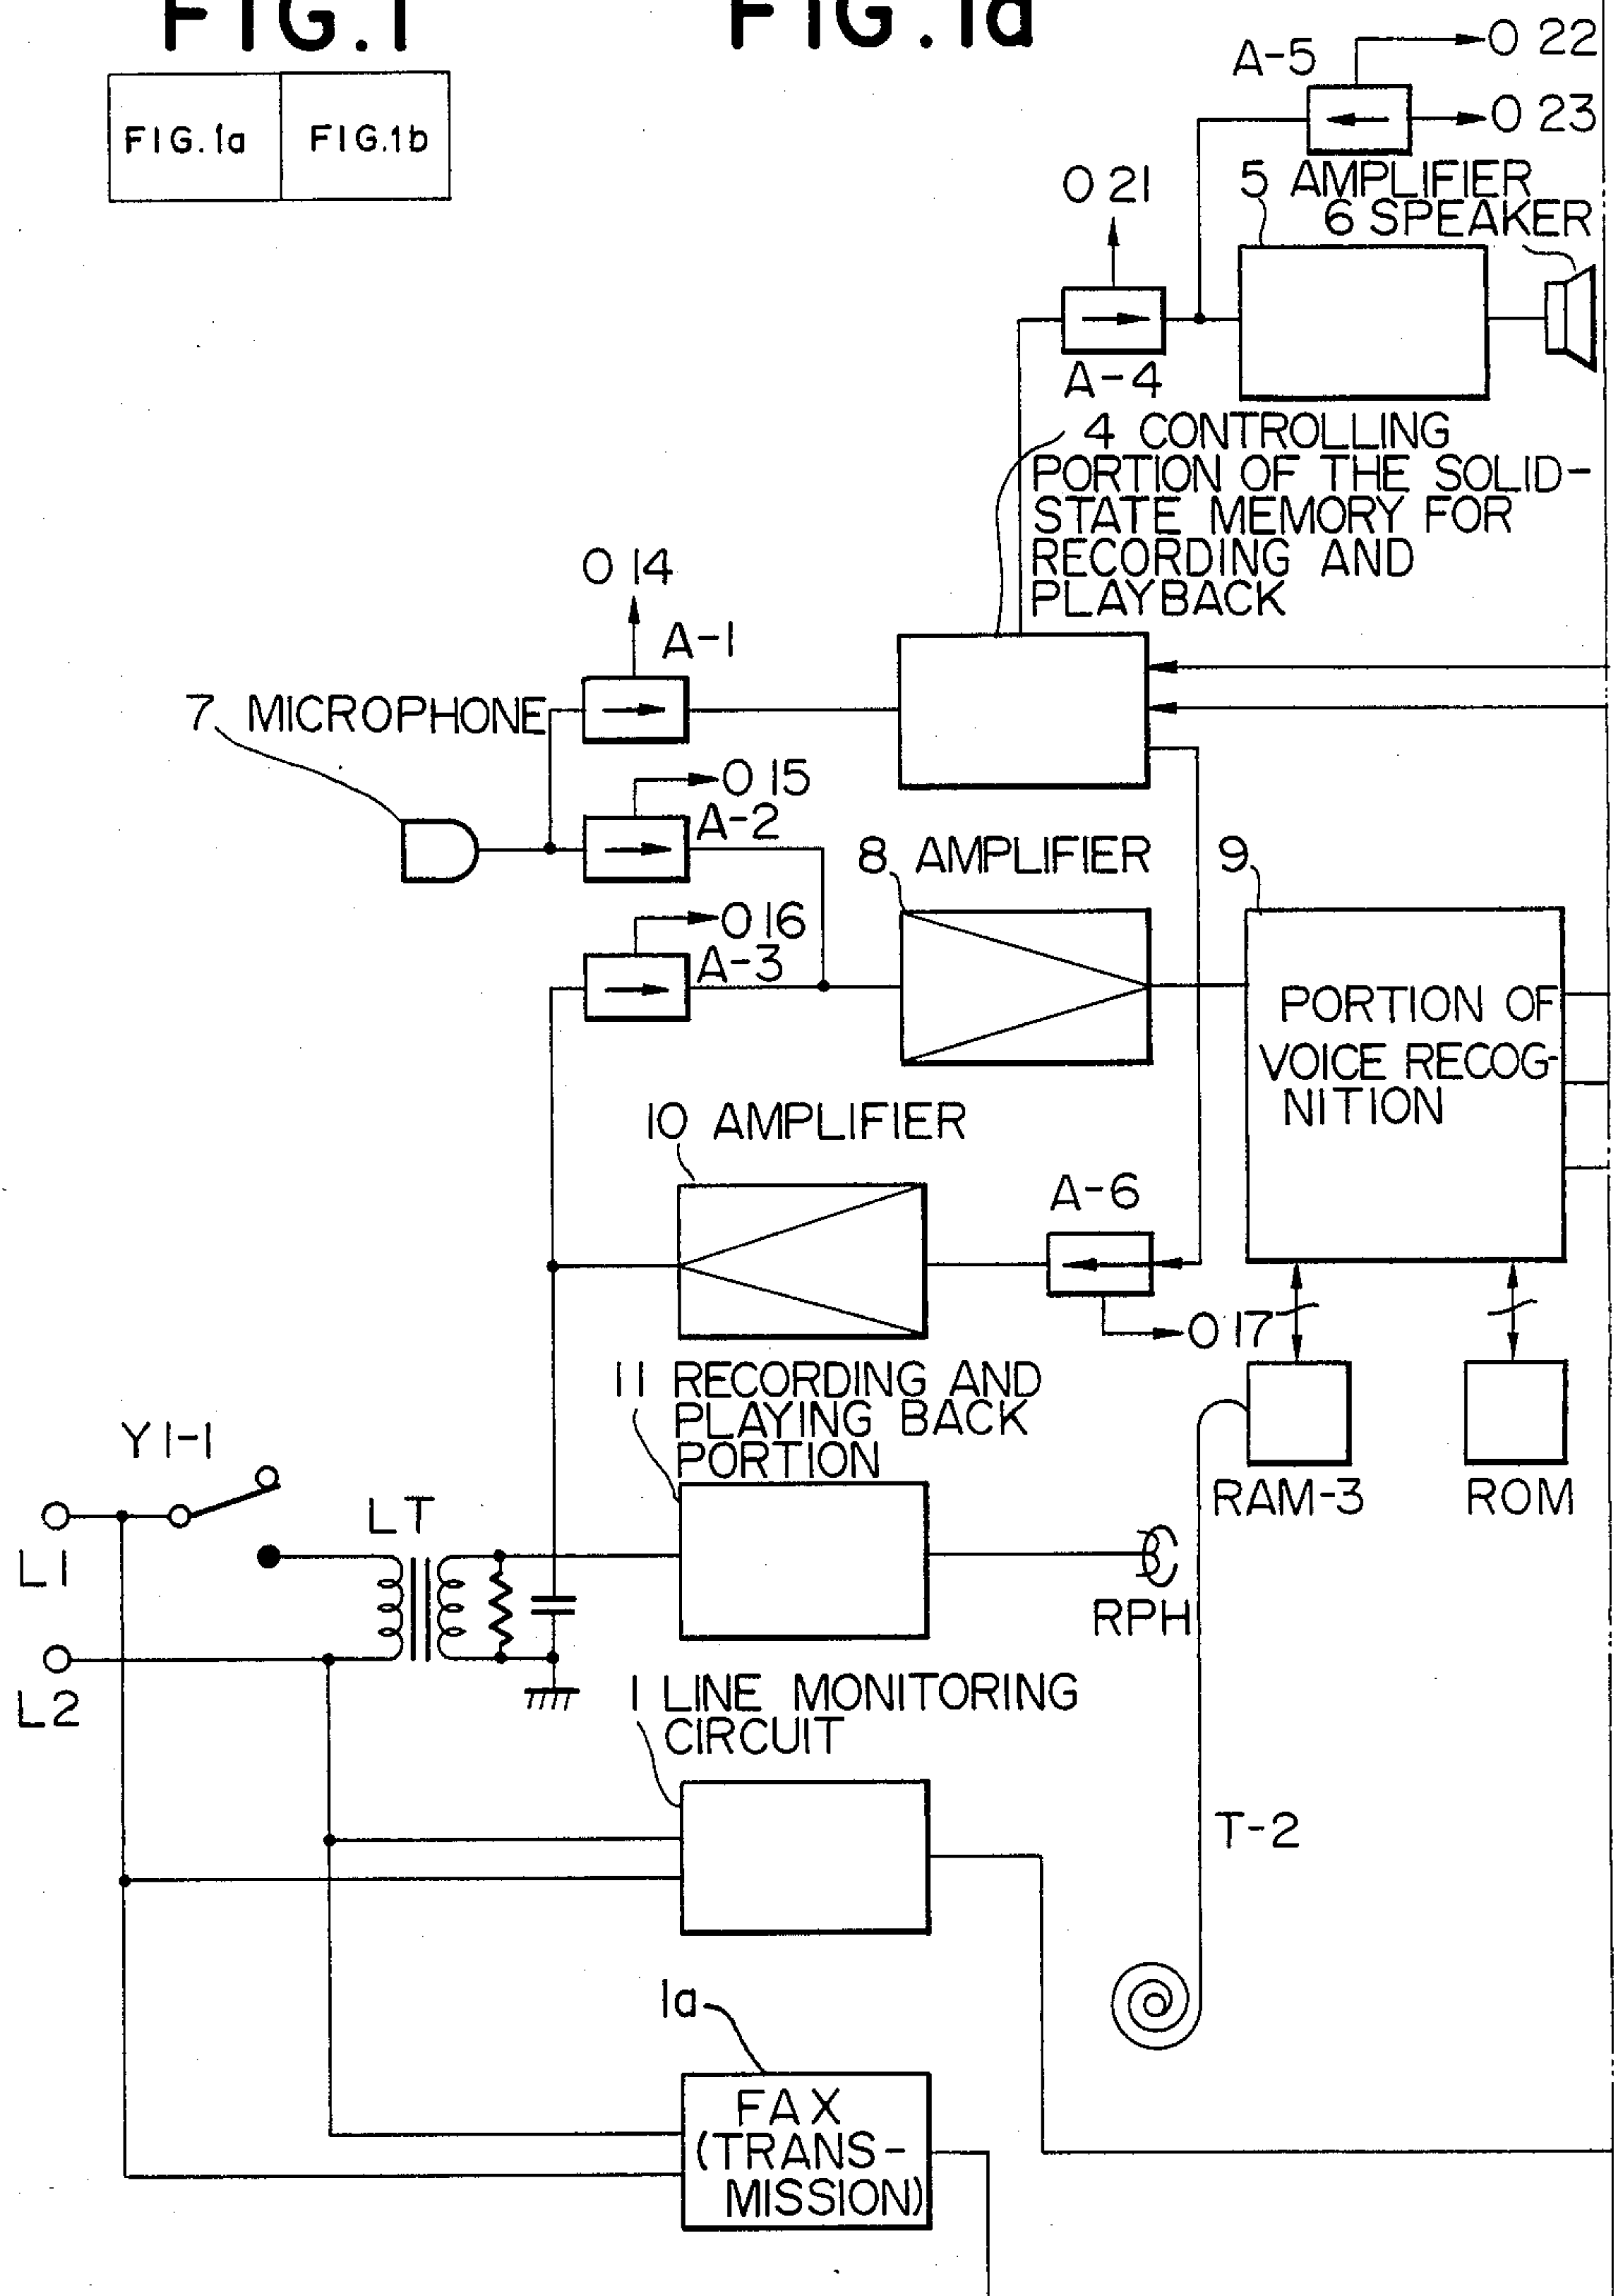 FIG.1
FIG.1a
FIG.1a
FIG.1b
A-5
O 22
O 23
5 AMPLIFIER
6 SPEAKER
O 21
A-4
4 CONTROLLING
PORTION OF THE SOLID-
STATE MEMORY FOR
RECORDING AND
PLAYBACK
O 14
A-1
7 MICROPHONE
O 15
A-2
8 AMPLIFIER
9
O 16
A-3
PORTION OF
VOICE RECOG-
NITION
10 AMPLIFIER
A-6
O 17
11 RECORDING AND
PLAYING BACK
PORTION
Y1-1
RAM-3
ROM
LT
L1
RPH
L2
1 LINE MONITORING
CIRCUIT
T-2
1a
FAX
(TRANS-
MISSION)